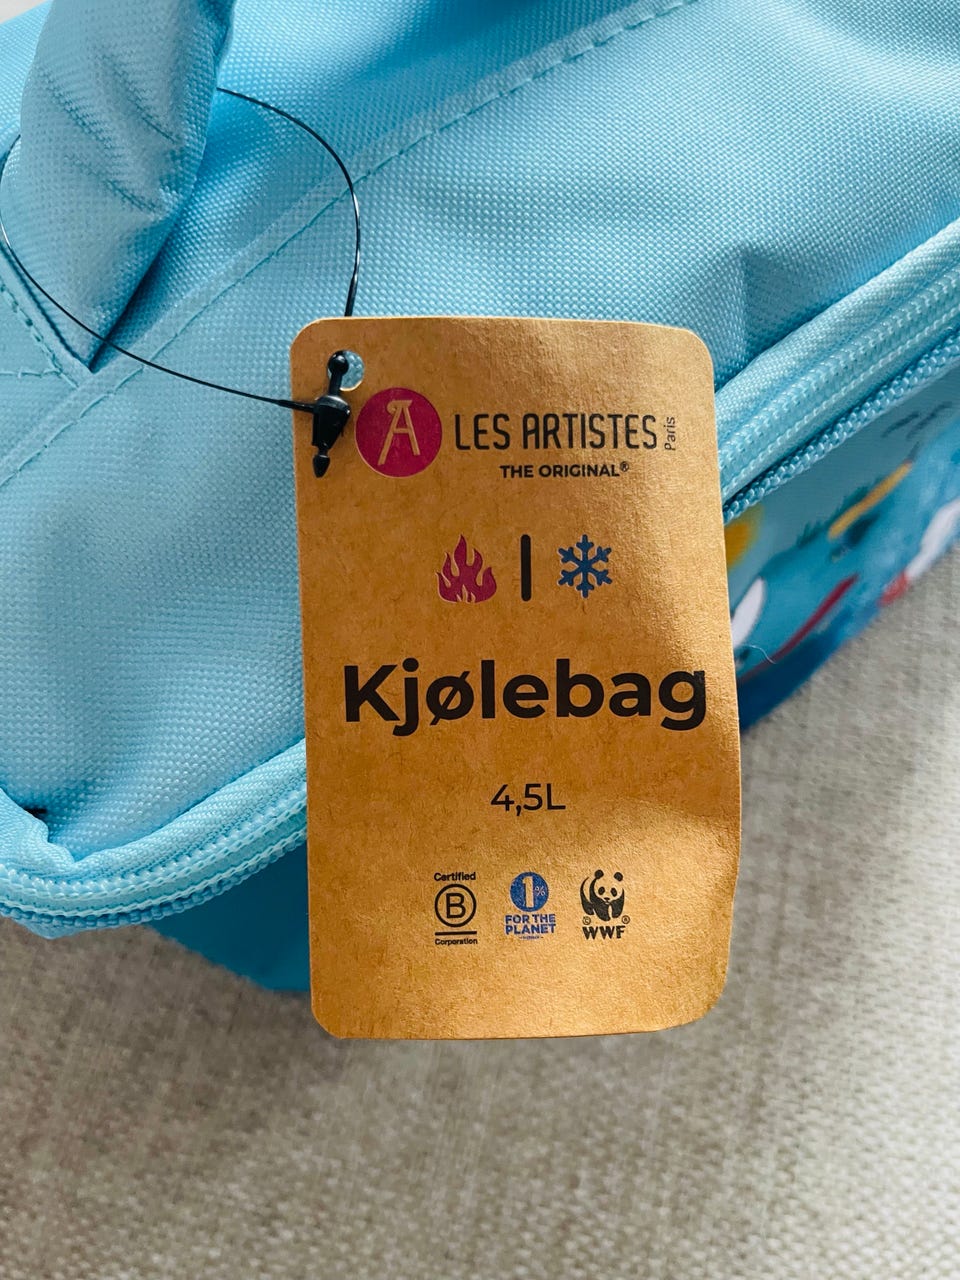 A LES ARTISTES Paris
THE ORIGINAL®
Kjølebag
4,5L
Certified
B
Corporation
1%
FOR THE
PLANET
©WWF®